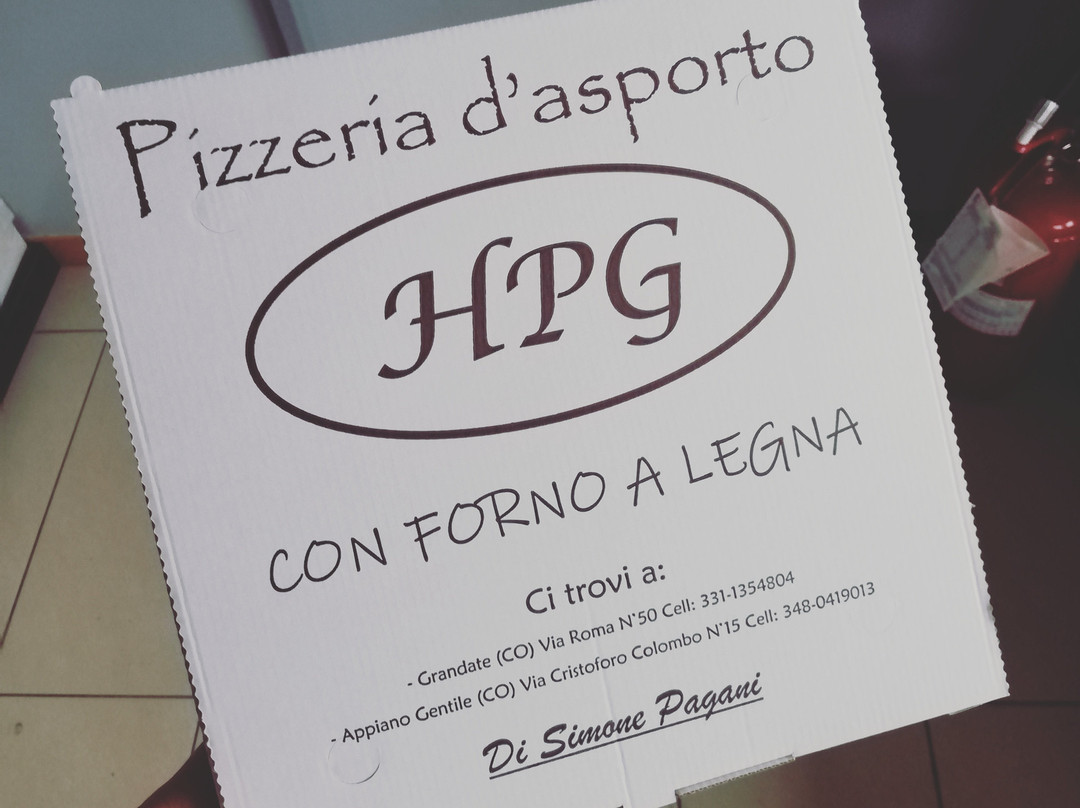 Pizzeria d'asporto
HPG
CON FORNO A LEGNA
Ci trovi a:
- Grandate (CO) Via Roma N°50 Cell: 331-1354804
- Appiano Gentile (CO) Via Cristoforo Colombo N°15 Cell: 348-0419013
Di Simone Pagani